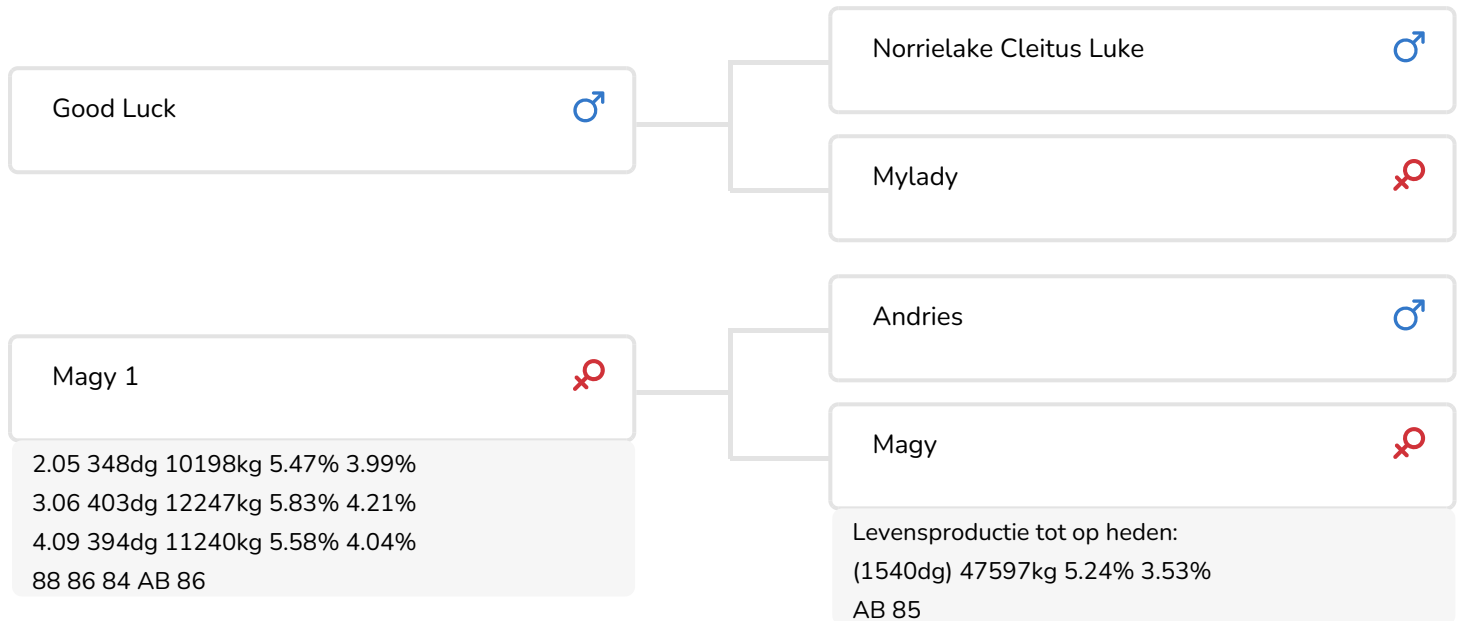 Good Luck
Norrielake Cleitus Luke
Mylady
Magy 1
2.05 348dg 10198kg 5.47% 3.99%
3.06 403dg 12247kg 5.83% 4.21%
4.09 394dg 11240kg 5.58% 4.04%
88 86 84 AB 86
Andries
Magy
Levensproductie tot op heden:
(1540dg) 47597kg 5.24% 3.53%
AB 85